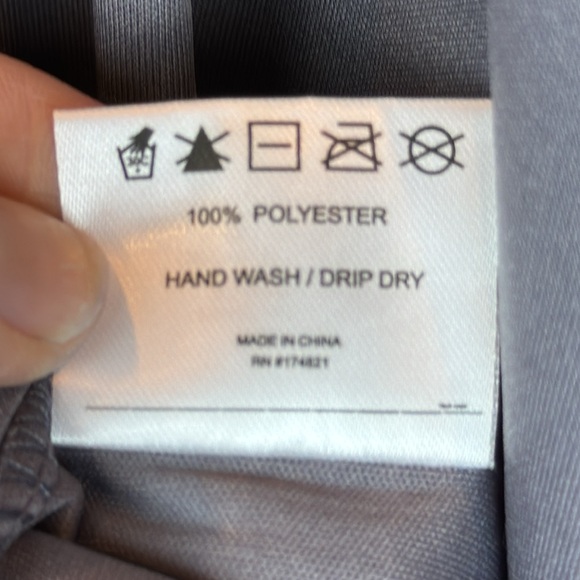 100% POLYESTER
HAND WASH / DRIP DRY
MADE IN CHINA
RN #174821